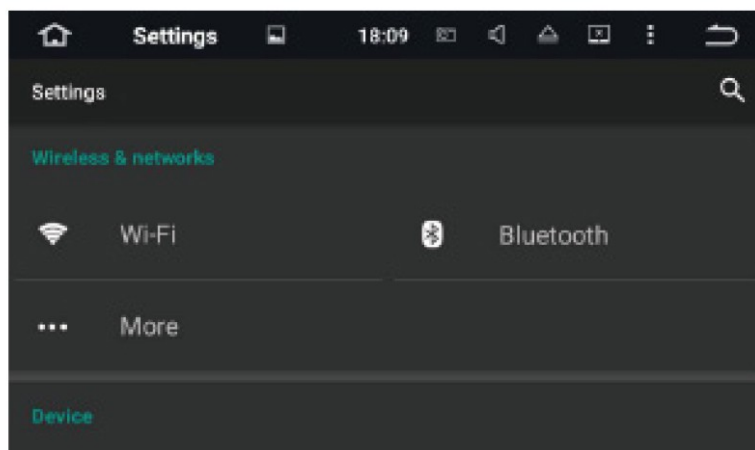 Settings 18:09
Settings
Wireless & networks
Wi-Fi Bluetooth
More
Device